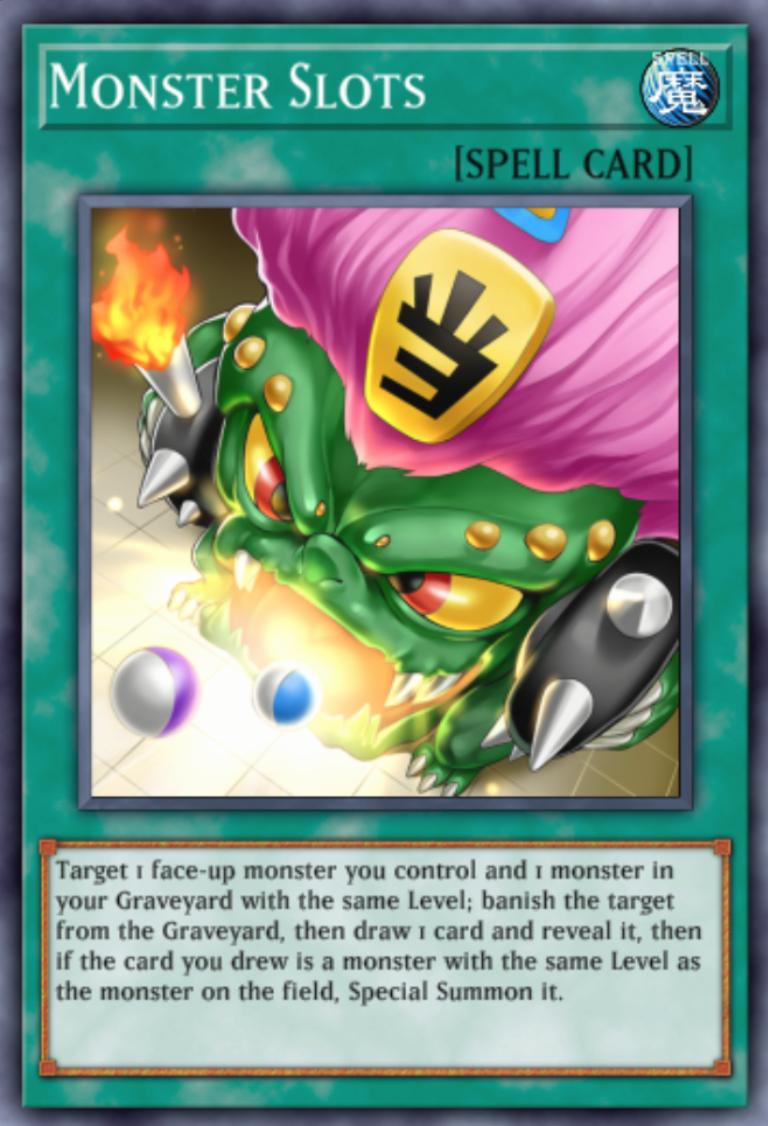 Monster Slots
SPELL
魔
[SPELL CARD]
Target 1 face-up monster you control and 1 monster in
your Graveyard with the same Level; banish the target
from the Graveyard, then draw 1 card and reveal it, then
if the card you drew is a monster with the same Level as
the monster on the field, Special Summon it.